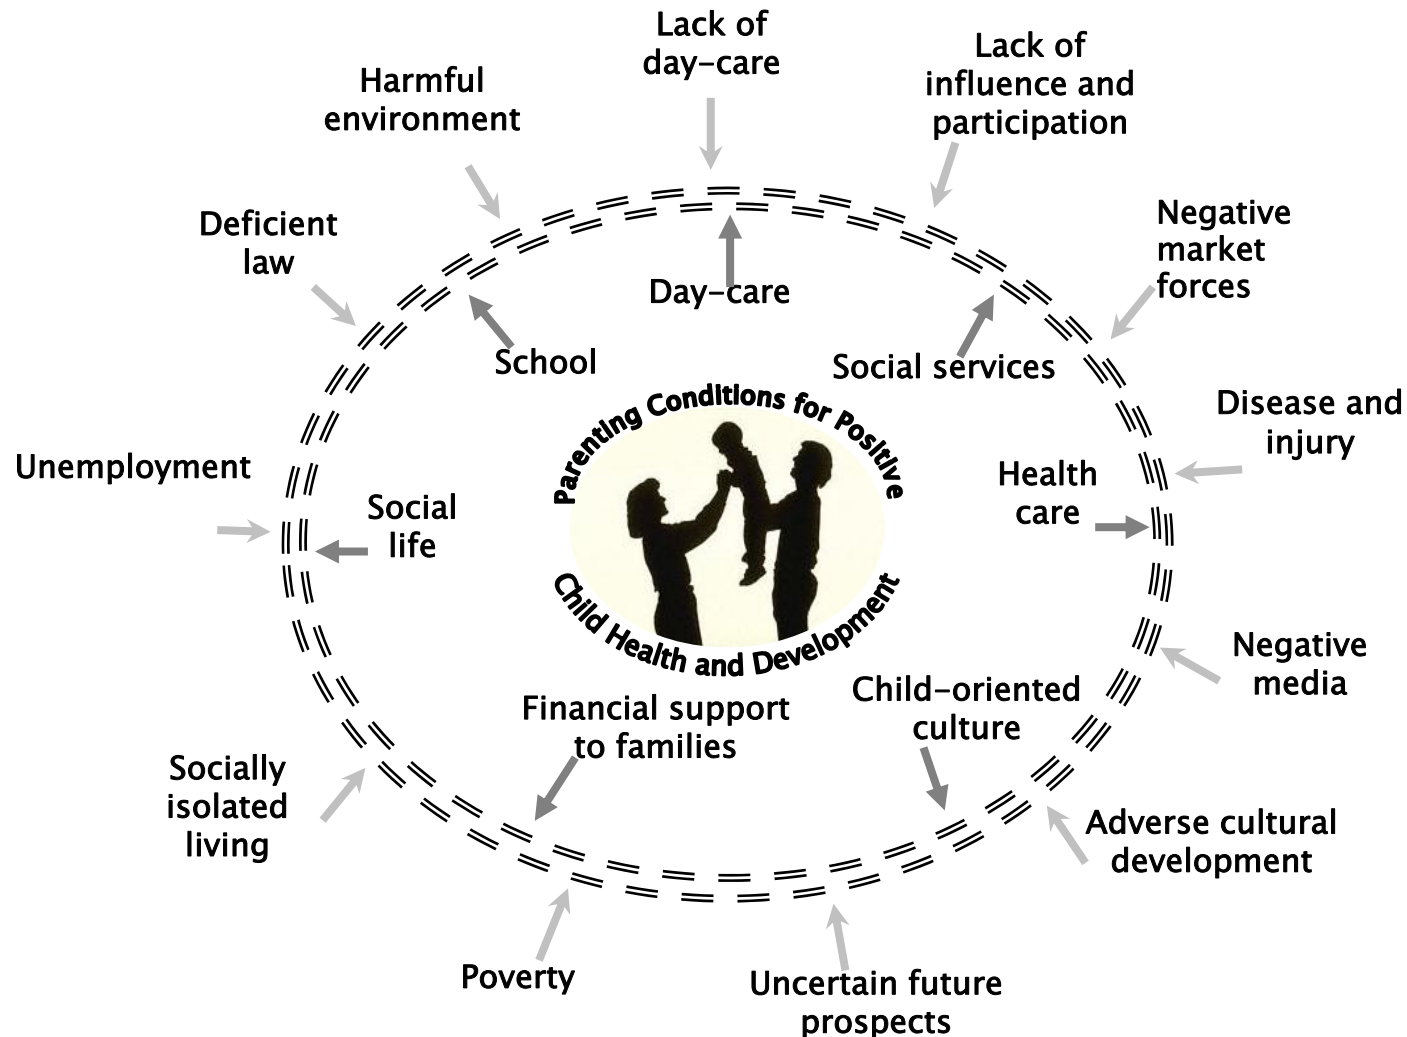 Lack of
day-care
Lack of
influence and
participation
Harmful
environment
Deficient
law
Negative
market
forces
Day-care
School
Social services
Disease and
injury
Parenting Conditions for Positive
Unemployment
Health
care
Social
life
Child Health and Development
Negative
media
Child-oriented
culture
Financial support
to families
Socially
isolated
living
Adverse cultural
development
Poverty
Uncertain future
prospects